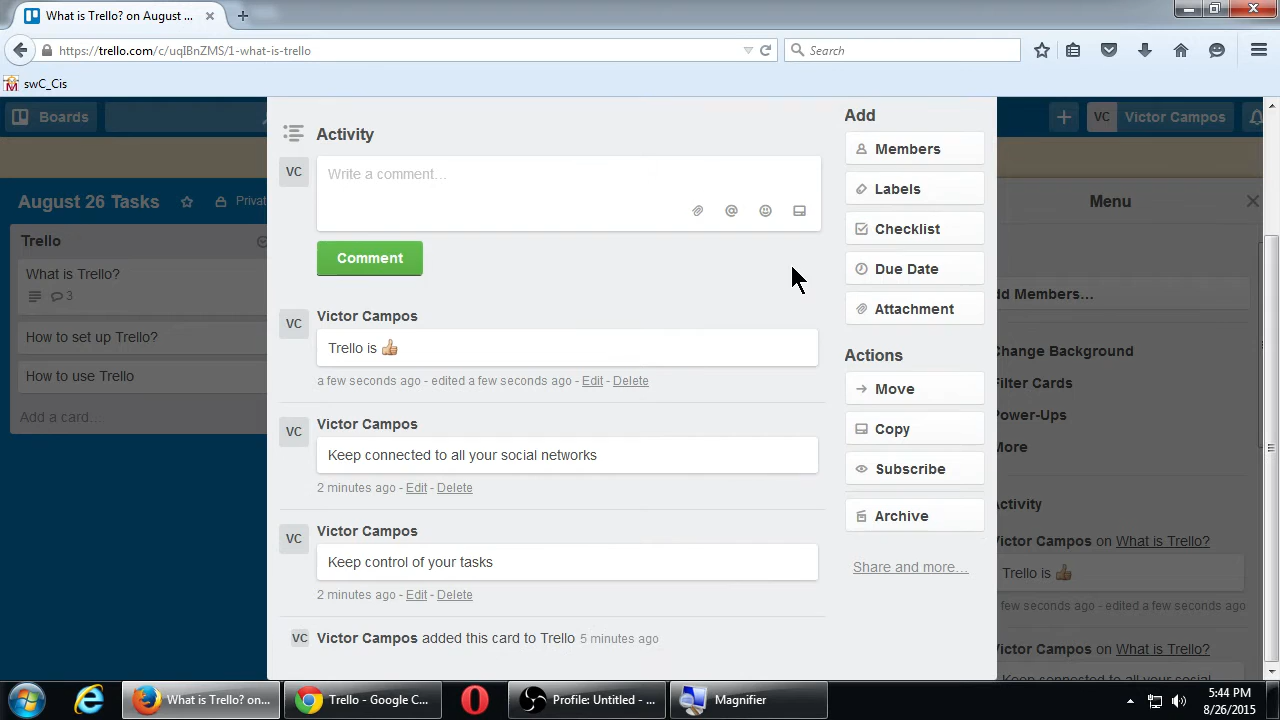 What is Trello? on August ...
https://trello.com/c/uqIBnZMS/1-what-is-trello
Search
swC_Cis
Boards
VC Victor Campos
August 26 Tasks
Privat
Trello
What is Trello?
3
How to set up Trello?
How to use Trello
Add a card...
Activity
VC
Write a comment...
Comment
VC
Victor Campos
Trello is 👍
a few seconds ago - edited a few seconds ago - Edit - Delete
VC
Victor Campos
Keep connected to all your social networks
2 minutes ago - Edit - Delete
VC
Victor Campos
Keep control of your tasks
2 minutes ago - Edit - Delete
VC Victor Campos added this card to Trello 5 minutes ago
Add
Members
Labels
Checklist
Due Date
Attachment
Actions
Move
Copy
Subscribe
Archive
Share and more...
Menu
dd Members...
Change Background
Filter Cards
Power-Ups
More
Activity
Victor Campos on What is Trello?
Trello is 👍
few seconds ago - edited a few seconds ago
Victor Campos on What is Trello?
Keep connected to all your social
What is Trello? on...
Trello - Google C...
Profile: Untitled - ...
Magnifier
5:44 PM
8/26/2015